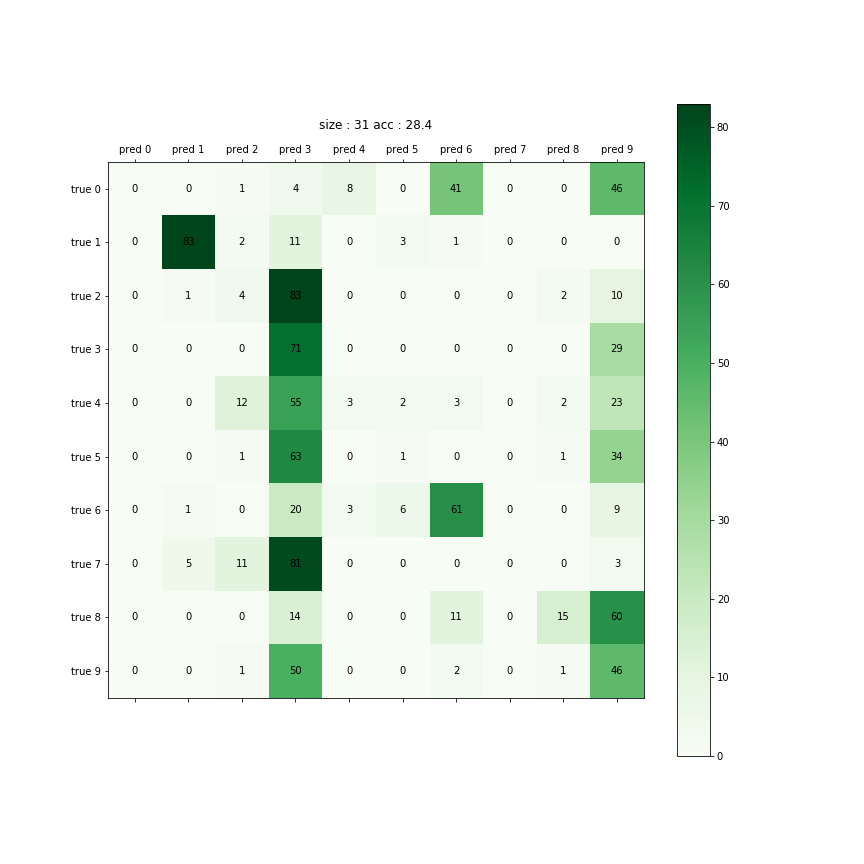 size : 31 acc : 28.4
pred 0 pred 1 pred 2 pred 3 pred 4 pred 5 pred 6 pred 7 pred 8 pred 9
true 0 0 0 1 4 8 0 41 0 0 46
true 1 0 83 2 11 0 3 1 0 0 0
true 2 0 1 4 83 0 0 0 0 2 10
true 3 0 0 0 71 0 0 0 0 0 29
true 4 0 0 12 55 3 2 3 0 2 23
true 5 0 0 1 63 0 1 0 0 1 34
true 6 0 1 0 20 3 6 61 0 0 9
true 7 0 5 11 81 0 0 0 0 0 3
true 8 0 0 0 14 0 0 11 0 15 60
true 9 0 0 1 50 0 0 2 0 1 46
80
70
60
50
40
30
20
10
0